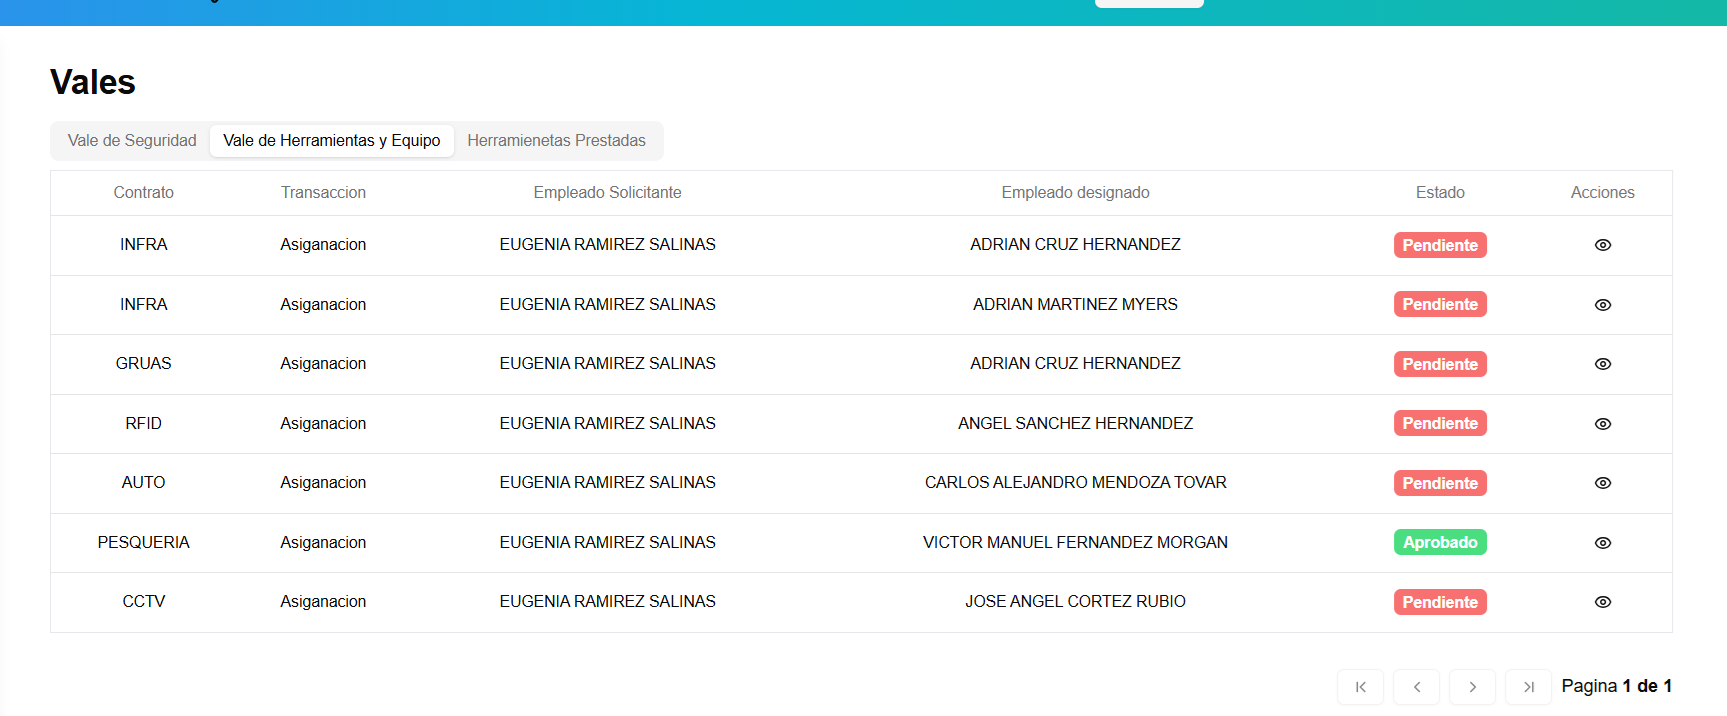 Vales
Vale de Seguridad Vale de Herramientas y Equipo Herramienetas Prestadas
Contrato Transaccion Empleado Solicitante Empleado designado Estado Acciones
INFRA Asiganacion EUGENIA RAMIREZ SALINAS ADRIAN CRUZ HERNANDEZ Pendiente
INFRA Asiganacion EUGENIA RAMIREZ SALINAS ADRIAN MARTINEZ MYERS Pendiente
GRUAS Asiganacion EUGENIA RAMIREZ SALINAS ADRIAN CRUZ HERNANDEZ Pendiente
RFID Asiganacion EUGENIA RAMIREZ SALINAS ANGEL SANCHEZ HERNANDEZ Pendiente
AUTO Asiganacion EUGENIA RAMIREZ SALINAS CARLOS ALEJANDRO MENDOZA TOVAR Pendiente
PESQUERIA Asiganacion EUGENIA RAMIREZ SALINAS VICTOR MANUEL FERNANDEZ MORGAN Aprobado
CCTV Asiganacion EUGENIA RAMIREZ SALINAS JOSE ANGEL CORTEZ RUBIO Pendiente
Pagina 1 de 1